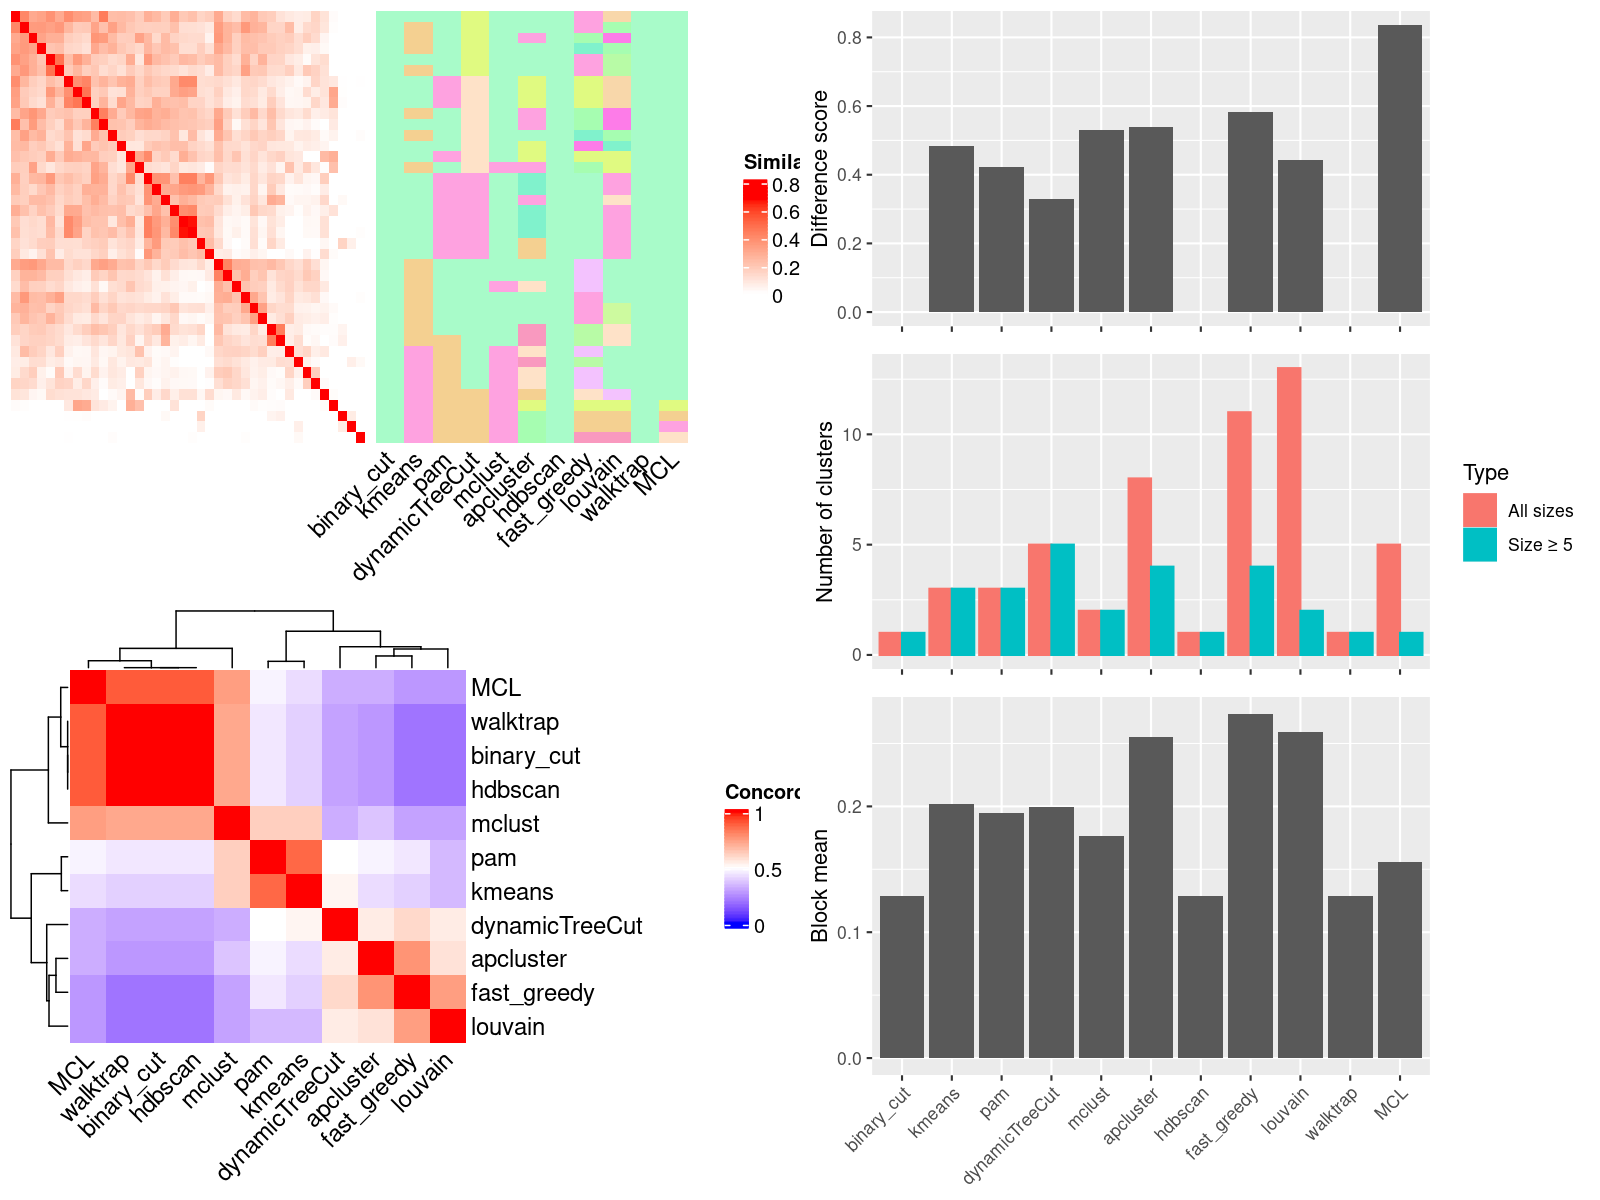 Simila
0.8
0.6
0.4
0.2
0
binary_cut
kmeans
pam
dynamicTreeCut
mclust
apcluster
hdbscan
fast_greedy
louvain
walktrap
MCL
MCL
walktrap
binary_cut
hdbscan
mclust
pam
kmeans
dynamicTreeCut
apcluster
fast_greedy
louvain
Concord
1
0.5
0
MCL
walktrap
binary_cut
hdbscan
mclust
pam
kmeans
dynamicTreeCut
apcluster
fast_greedy
louvain
Difference score
0.8
0.6
0.4
0.2
0.0
Number of clusters
10
5
0
Type
All sizes
Size ≥ 5
Block mean
0.2
0.1
0.0
binary_cut
kmeans
pam
dynamicTreeCut
mclust
apcluster
hdbscan
fast_greedy
louvain
walktrap
MCL